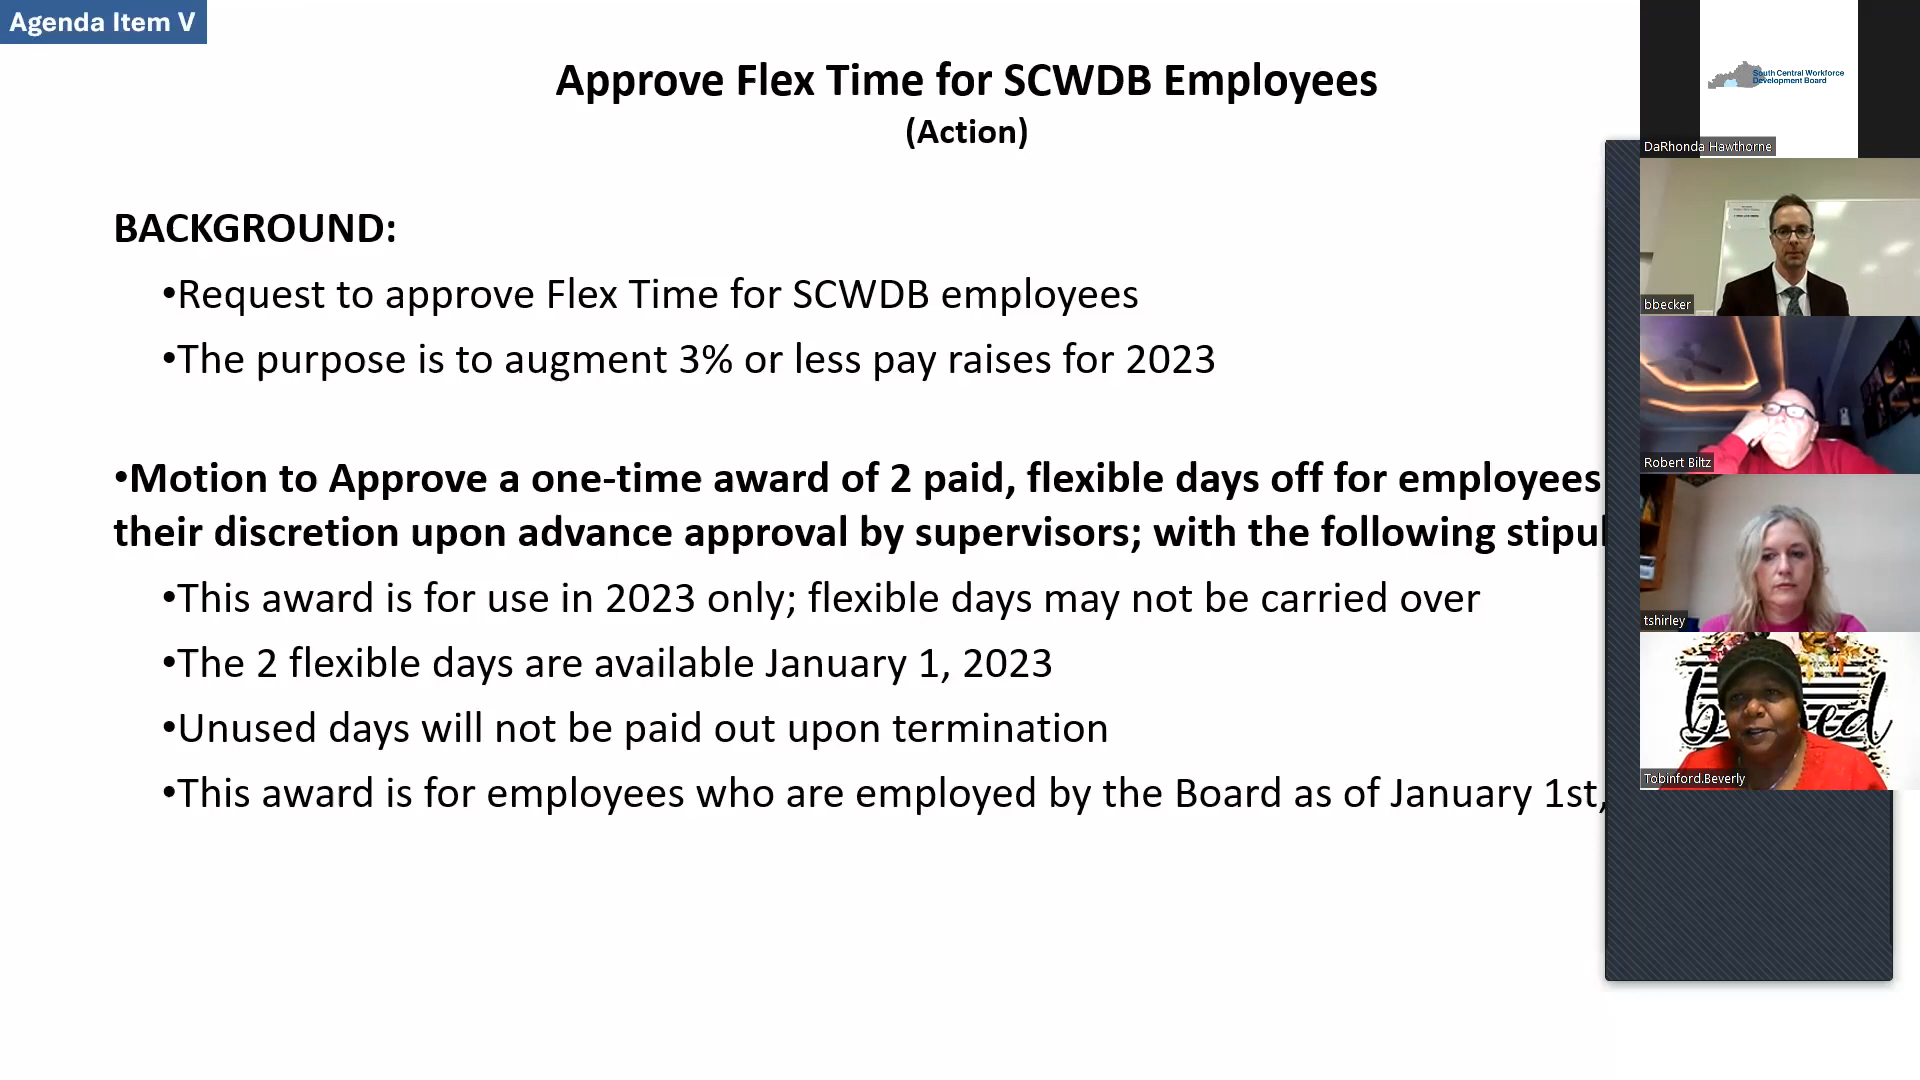 Agenda Item V
Approve Flex Time for SCWDB Employees
(Action)
BACKGROUND:
•Request to approve Flex Time for SCWDB employees
•The purpose is to augment 3% or less pay raises for 2023
•Motion to Approve a one-time award of 2 paid, flexible days off for employees
their discretion upon advance approval by supervisors; with the following stipul
•This award is for use in 2023 only; flexible days may not be carried over
•The 2 flexible days are available January 1, 2023
•Unused days will not be paid out upon termination
•This award is for employees who are employed by the Board as of January 1st,
South Central Workforce
Development Board
DaRhonda Hawthorne
bbecker
Robert Biltz
tshirley
Tobinford.Beverly